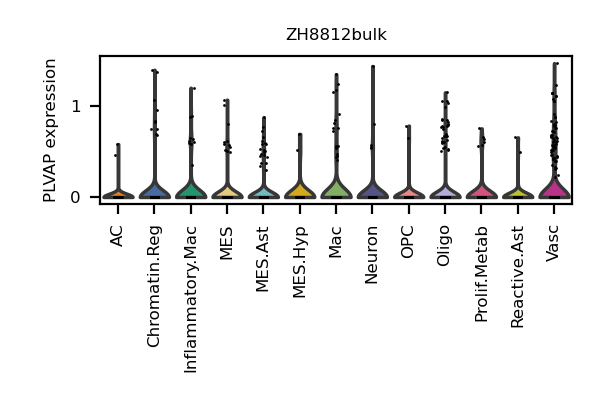 ZH8812bulk
PLVAP expression
1
0
AC
Chromatin.Reg
Inflammatory.Mac
MES
MES.Ast
MES.Hyp
Mac
Neuron
OPC
Oligo
Prolif.Metab
Reactive.Ast
Vasc